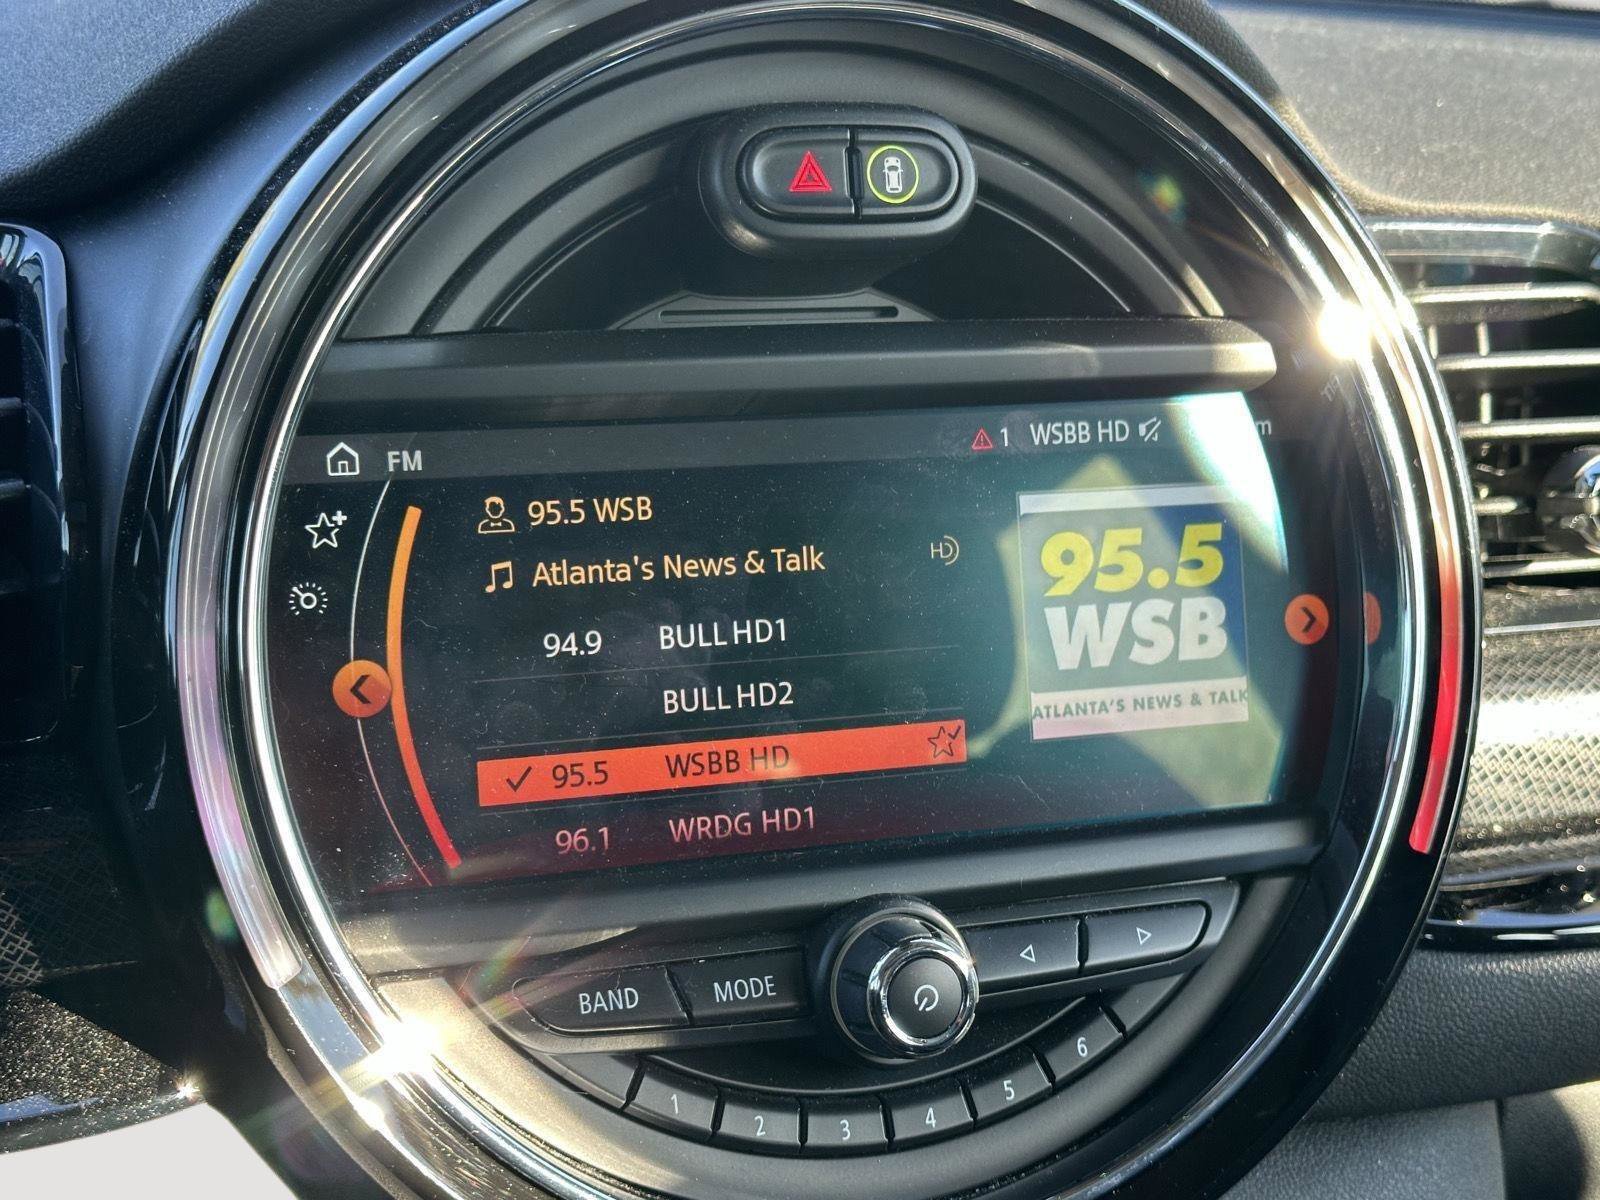 FM
1 WSBB HD
95.5 WSB
Atlanta's News & Talk
HD
94.9 BULL HD1
BULL HD2
95.5 WSBB HD
96.1 WRDG HD1
95.5
WSB
ATLANTA'S NEWS & TALK
BAND
MODE
1
2
3
4
5
6